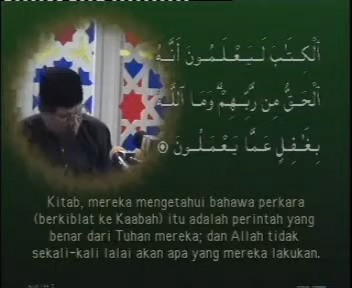 ٱلْكِتَٰبَ لَيَعْلَمُونَ أَنَّهُ
ٱلْحَقُّ مِن رَّبِّهِمْ ۗ وَمَا ٱللَّهُ
بِغَٰفِلٍ عَمَّا يَعْمَلُونَ
Kitab, mereka mengetahui bahawa perkara
(berkiblat ke Kaabah) itu adalah perintah yang
benar dari Tuhan mereka; dan Allah tidak
sekali-kali lalai akan apa yang mereka lakukan.